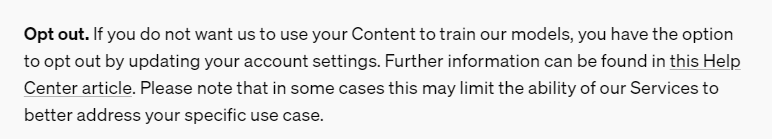 Opt out. If you do not want us to use your Content to train our models, you have the option
to opt out by updating your account settings. Further information can be found in this Help
Center article. Please note that in some cases this may limit the ability of our Services to
better address your specific use case.